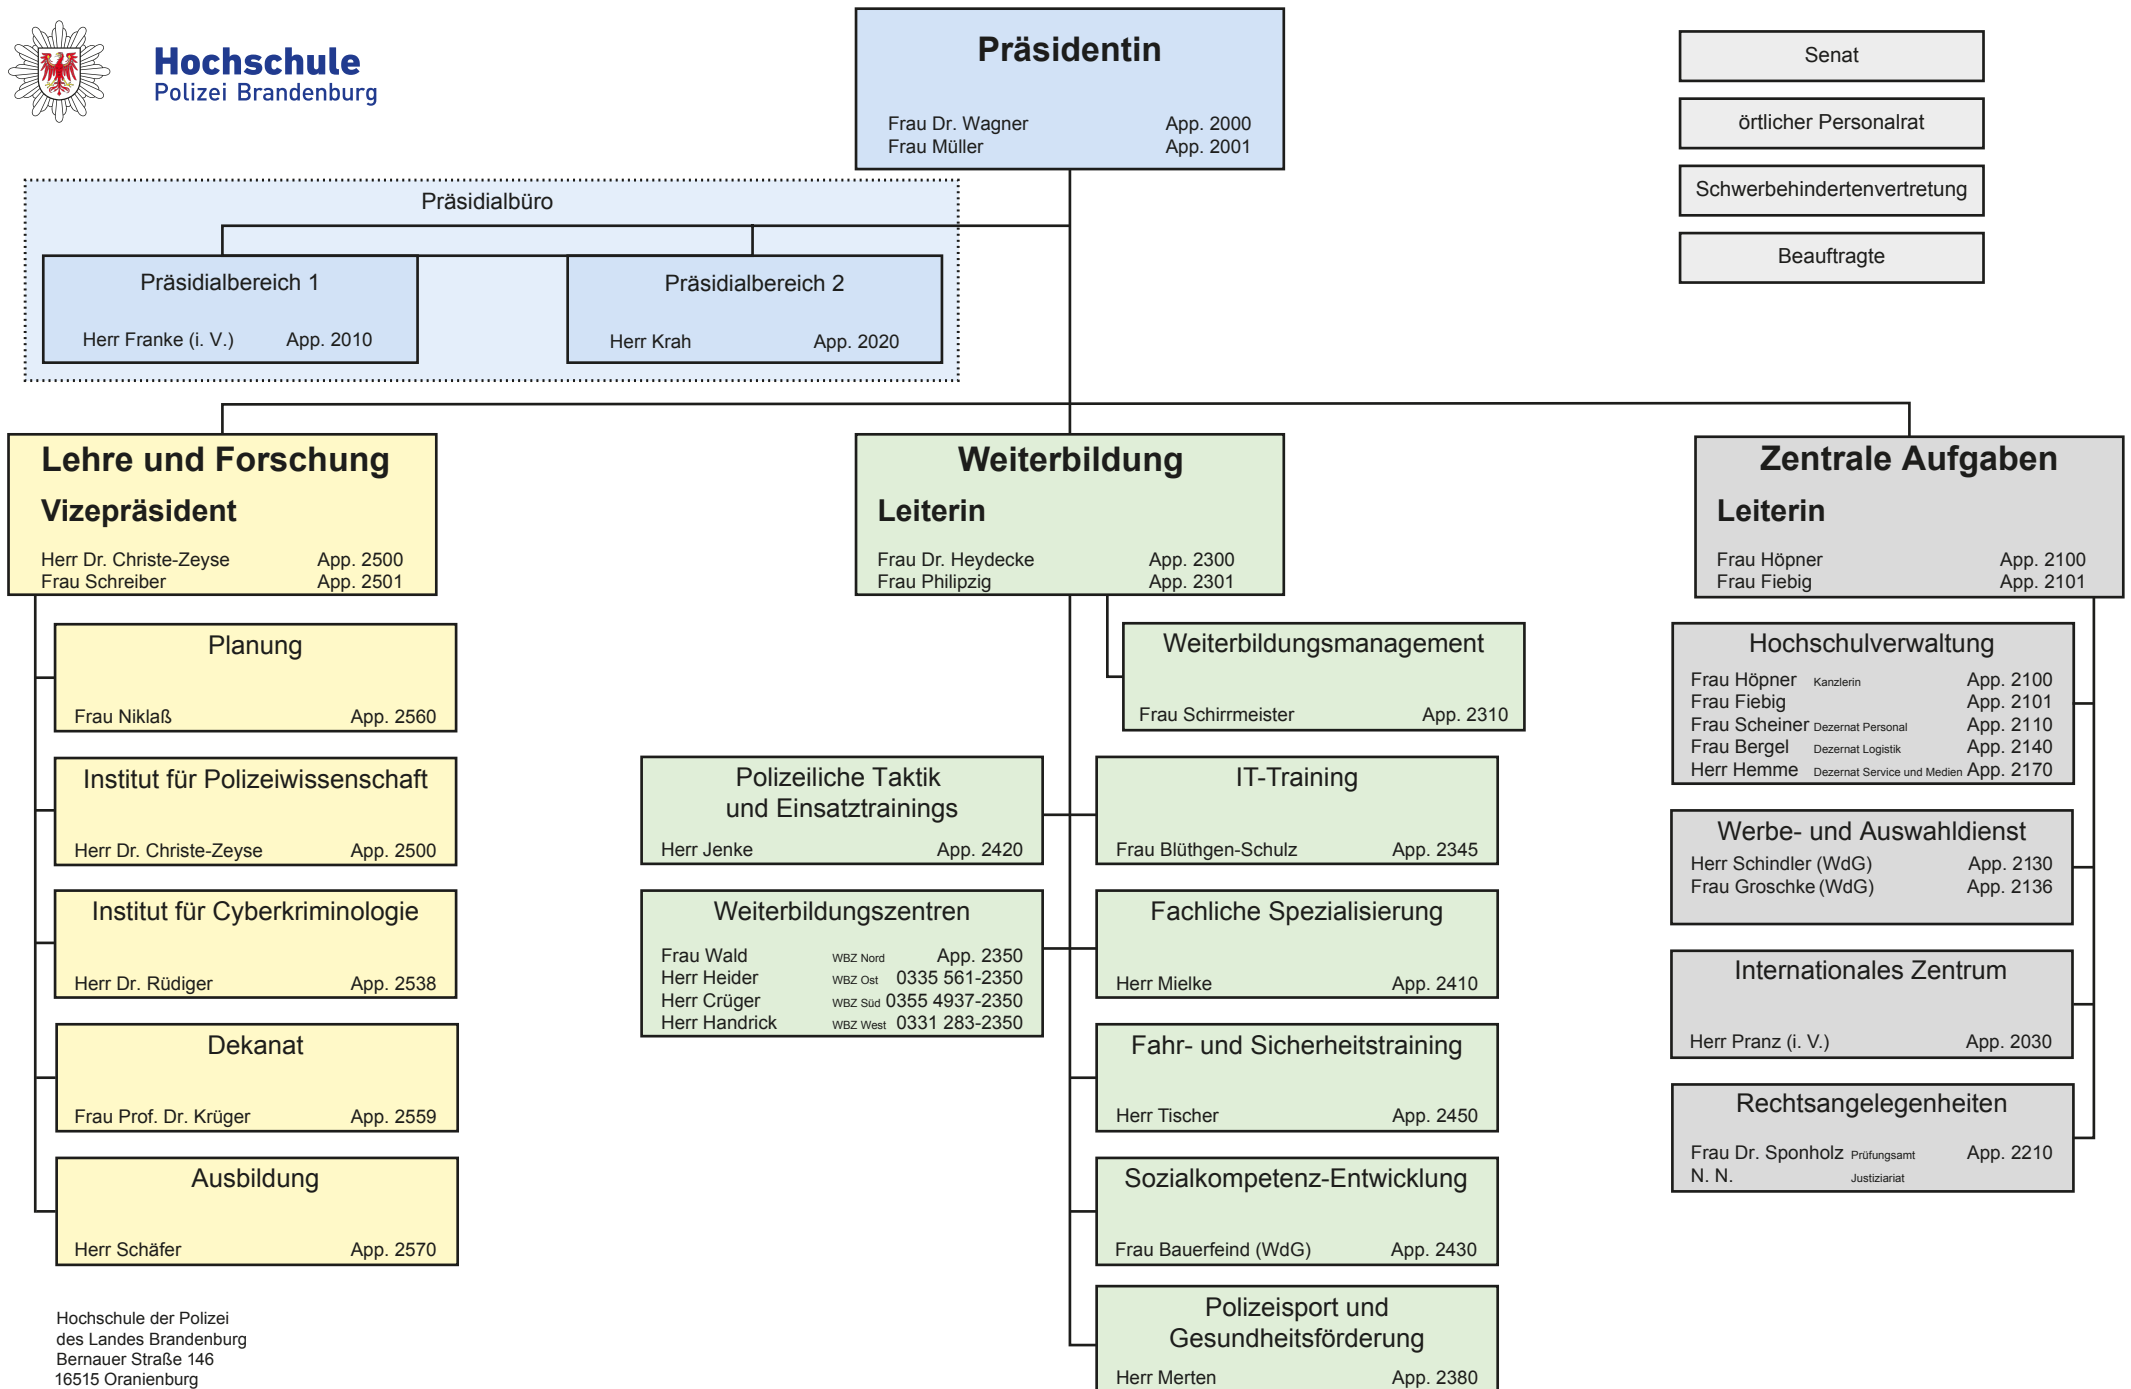 Hochschule
Polizei Brandenburg
Präsidentin
Frau Dr. Wagner App. 2000
Frau Müller App. 2001
Senat
örtlicher Personalrat
Schwerbehindertenvertretung
Beauftragte
Präsidialbüro
Präsidialbereich 1
Herr Franke (i. V.) App. 2010
Präsidialbereich 2
Herr Krah App. 2020
Lehre und Forschung
Vizepräsident
Herr Dr. Christe-Zeyse App. 2500
Frau Schreiber App. 2501
Planung
Frau Niklaß App. 2560
Institut für Polizeiwissenschaft
Herr Dr. Christe-Zeyse App. 2500
Institut für Cyberkriminologie
Herr Dr. Rüdiger App. 2538
Dekanat
Frau Prof. Dr. Krüger App. 2559
Ausbildung
Herr Schäfer App. 2570
Weiterbildung
Leiterin
Frau Dr. Heydecke App. 2300
Frau Philipzig App. 2301
Weiterbildungsmanagement
Frau Schirrmeister App. 2310
Polizeiliche Taktik
und Einsatztrainings
Herr Jenke App. 2420
IT-Training
Frau Blüthgen-Schulz App. 2345
Weiterbildungszentren
Frau Wald WBZ Nord App. 2350
Herr Heider WBZ Ost 0335 561-2350
Herr Crüger WBZ Süd 0355 4937-2350
Herr Handrick WBZ West 0331 283-2350
Fachliche Spezialisierung
Herr Mielke App. 2410
Fahr- und Sicherheitstraining
Herr Tischer App. 2450
Sozialkompetenz-Entwicklung
Frau Bauerfeind (WdG) App. 2430
Polizeisport und
Gesundheitsförderung
Herr Merten App. 2380
Zentrale Aufgaben
Leiterin
Frau Höpner App. 2100
Frau Fiebig App. 2101
Hochschulverwaltung
Frau Höpner Kanzlerin App. 2100
Frau Fiebig App. 2101
Frau Scheiner Dezernat Personal App. 2110
Frau Bergel Dezernat Logistik App. 2140
Herr Hemme Dezernat Service und Medien App. 2170
Werbe- und Auswahldienst
Herr Schindler (WdG) App. 2130
Frau Groschke (WdG) App. 2136
Internationales Zentrum
Herr Pranz (i. V.) App. 2030
Rechtsangelegenheiten
Frau Dr. Sponholz Prüfungsamt App. 2210
N. N. Justiziariat
Hochschule der Polizei
des Landes Brandenburg
Bernauer Straße 146
16515 Oranienburg